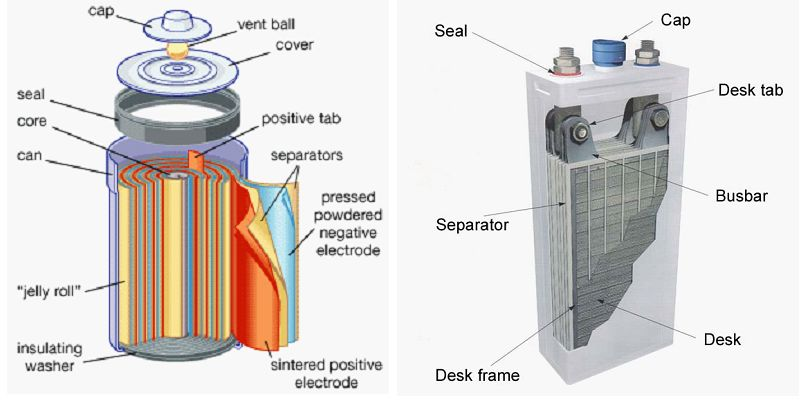 cap
vent ball
cover
seal
core
can
positive tab
separators
pressed
powdered
negative
electrode
"jelly roll"
insulating
washer
sintered positive
electrode
Seal
Cap
Desk tab
Busbar
Separator
Desk
Desk frame